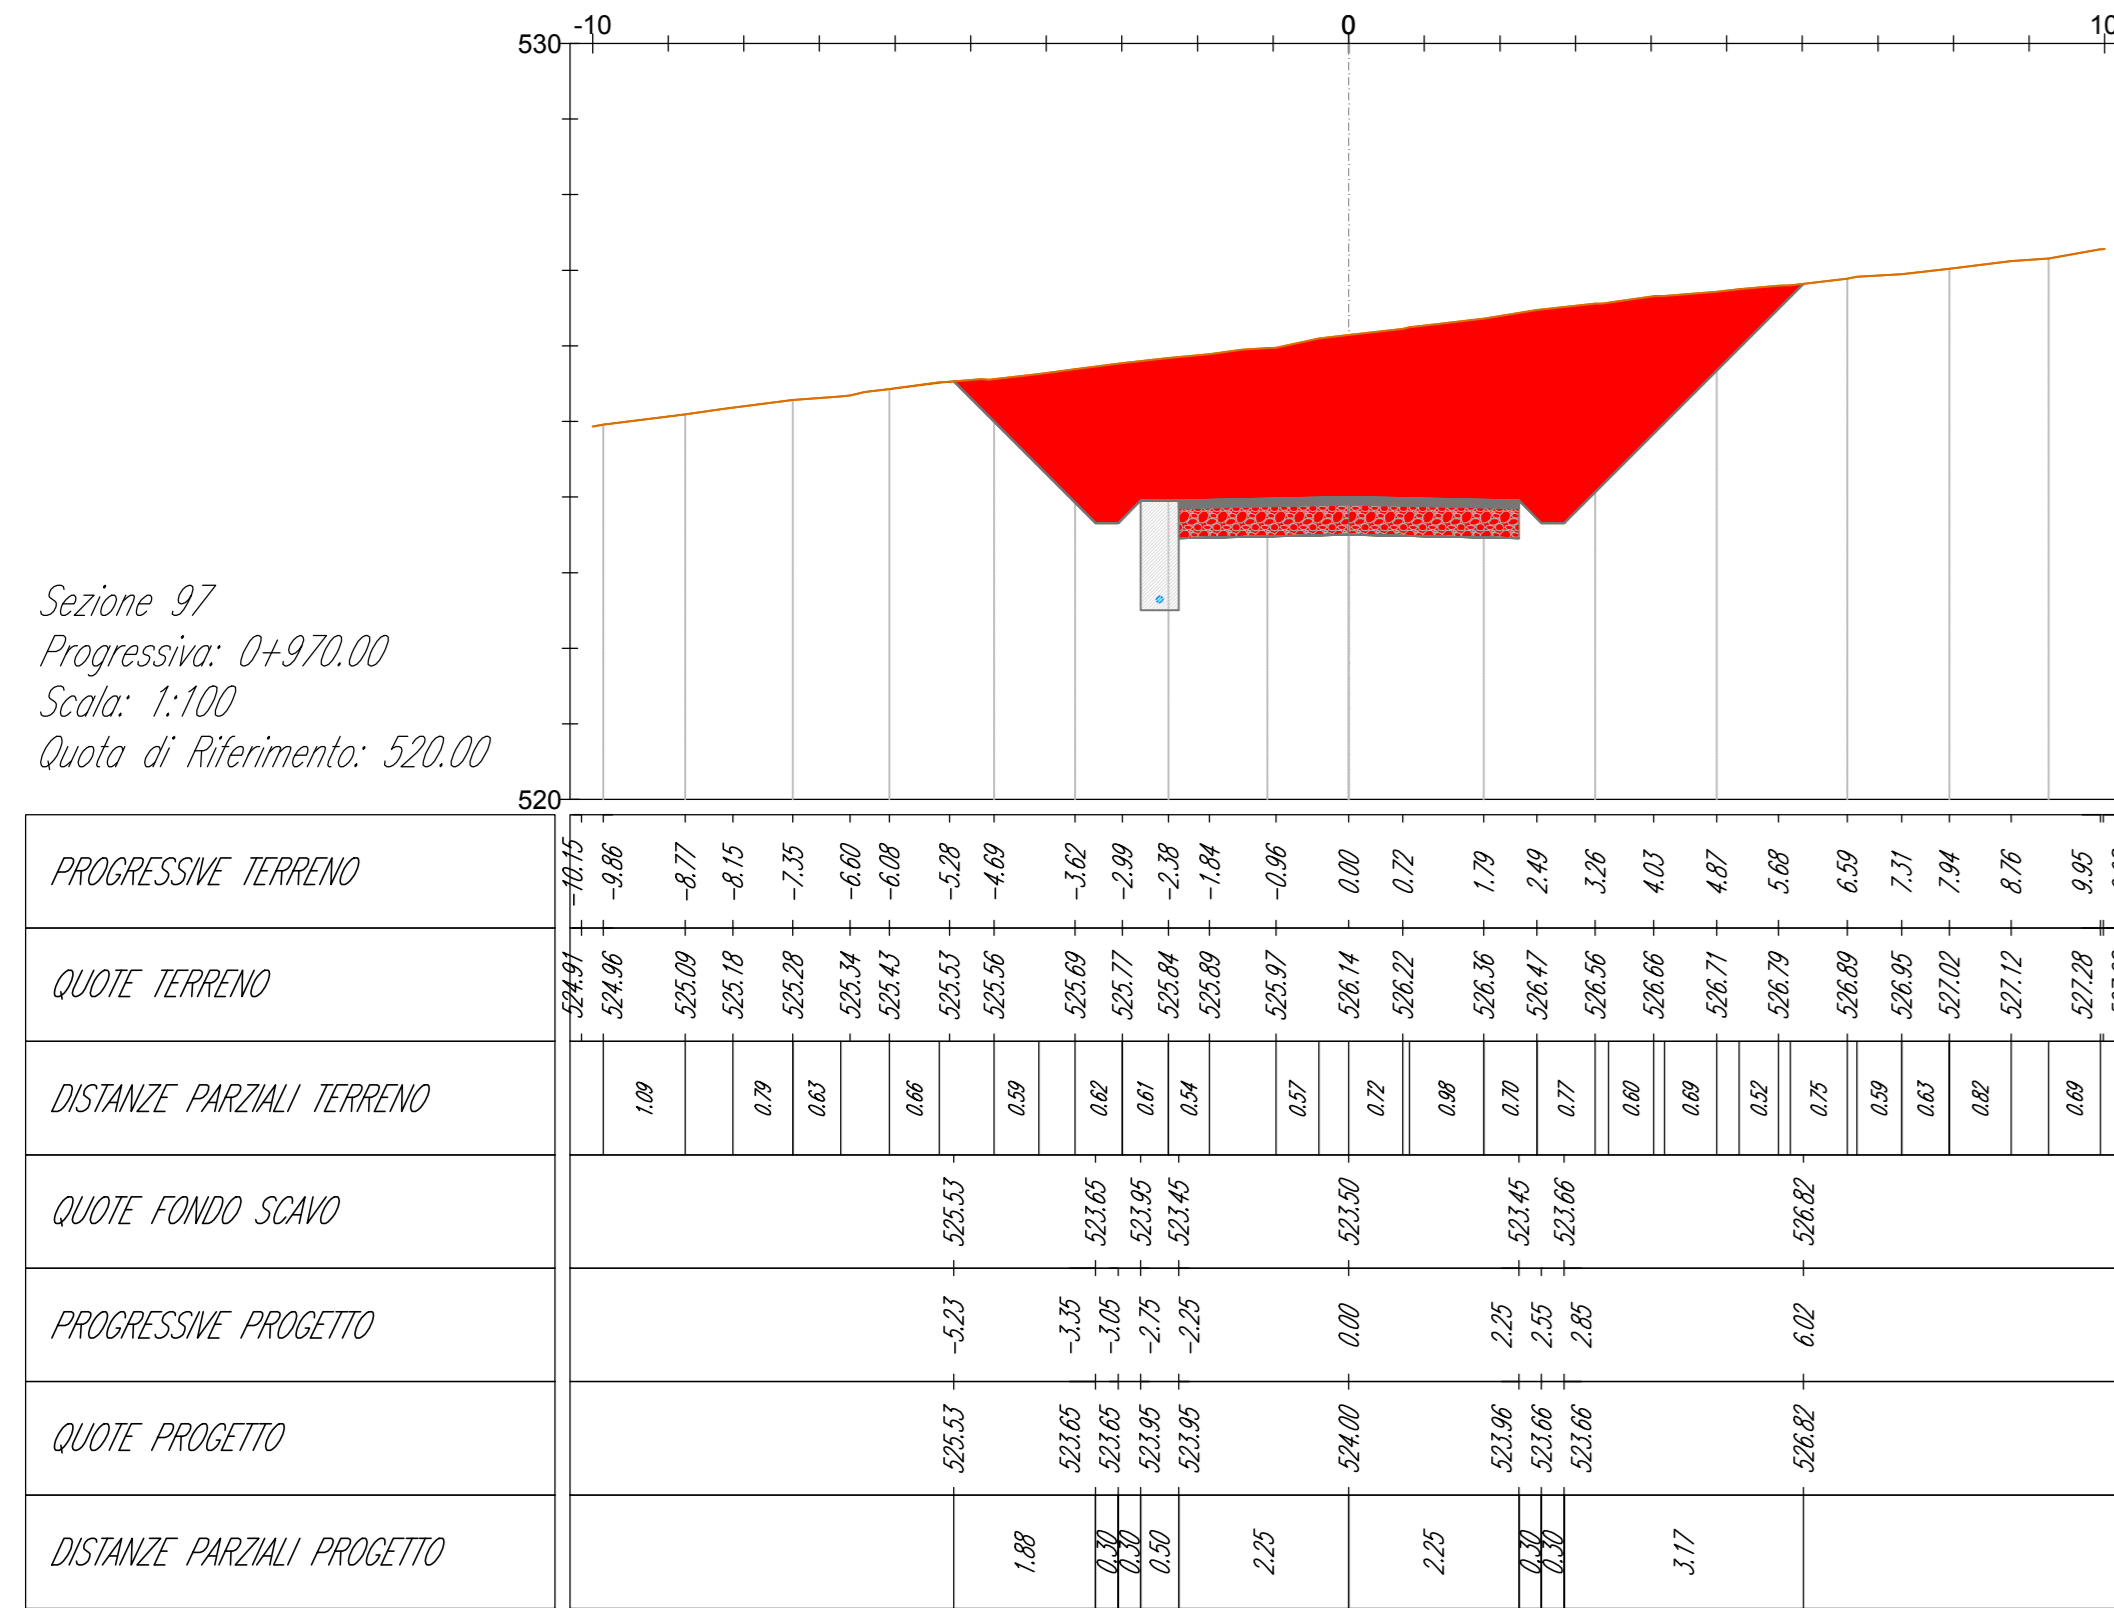 -10 0 10
530
520
Sezione 97
Progressiva: 0+970.00
Scala: 1:100
Quota di Riferimento: 520.00
PROGRESSIVE TERRENO -10.15 -9.86 -8.77 -8.15 -7.35 -6.60 -6.08 -5.28 -4.69 -3.62 -2.99 -2.38 -1.84 -0.96 0.00 0.72 1.79 2.49 3.26 4.03 4.87 5.68 6.59 7.31 7.94 8.76 9.95
QUOTE TERRENO 524.91 524.96 525.09 525.18 525.28 525.34 525.43 525.53 525.56 525.69 525.77 525.84 525.89 525.97 526.14 526.22 526.36 526.47 526.56 526.66 526.71 526.79 526.89 526.95 527.02 527.12 527.28
DISTANZE PARZIALI TERRENO 1.09 0.79 0.63 0.66 0.59 0.62 0.61 0.54 0.57 0.72 0.98 0.70 0.77 0.60 0.69 0.52 0.75 0.59 0.63 0.82 0.69
QUOTE FONDO SCAVO 525.53 523.65 523.95 523.45 523.50 523.45 523.66 526.82
PROGRESSIVE PROGETTO -5.23 -3.35 -3.05 -2.75 -2.25 0.00 2.25 2.55 2.85 6.02
QUOTE PROGETTO 525.53 523.65 523.65 523.95 523.95 524.00 523.96 523.66 523.66 526.82
DISTANZE PARZIALI PROGETTO 1.88 0.30 0.30 0.50 2.25 2.25 0.30 0.30 3.17